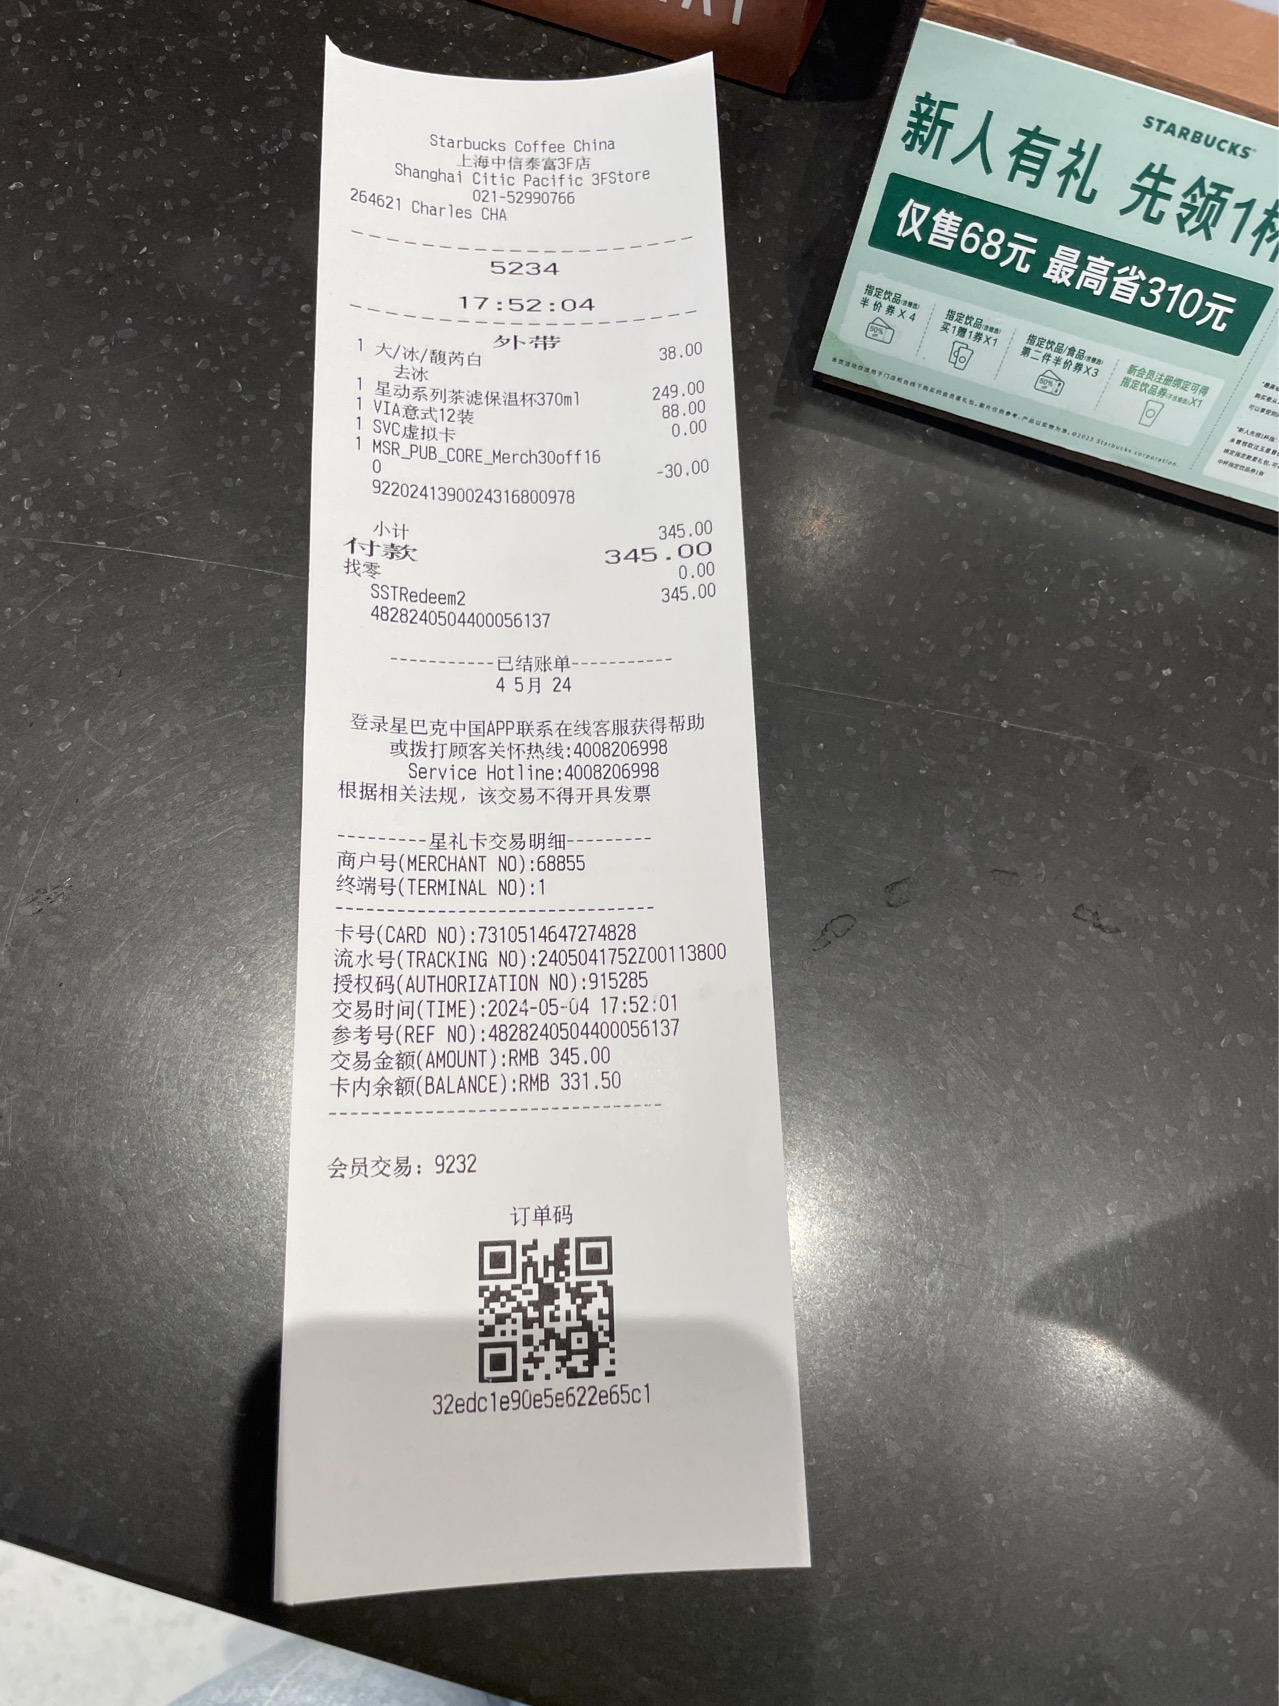 Starbucks Coffee China
上海中信泰富3F店
Shanghai Citic Pacific 3FStore
021-52990766
264621 Charles CHA
5234
17:52:04
外带
1 大/冰/馥芮白 38.00
去冰
1 星动系列茶滤保温杯370ml 249.00
1 VIA意式12装 88.00
1 SVC虚拟卡 0.00
1 MSR_PUB_CORE_Merch30off16
0 -30.00
9220241390024316800978
小计 345.00
付款 345.00
找零 0.00
SSTRedeem2 345.00
4828240504400056137
----------已结账单----------
4 5月 24
登录星巴克中国APP联系在线客服获得帮助
或拨打顾客关怀热线:4008206998
Service Hotline:4008206998
根据相关法规，该交易不得开具发票
---------星礼卡交易明细---------
商户号(MERCHANT NO):68855
终端号(TERMINAL NO):1
卡号(CARD NO):7310514647274828
流水号(TRACKING NO):2405041752Z00113800
授权码(AUTHORIZATION NO):915285
交易时间(TIME):2024-05-04 17:52:01
参考号(REF NO):4828240504400056137
交易金额(AMOUNT):RMB 345.00
卡内余额(BALANCE):RMB 331.50
会员交易：9232
订单码
32edc1e90e5e622e65c1
STARBUCKS
新人有礼 先领1杯
仅售68元 最高省310元
指定饮品
半价券X4
指定饮品
买1赠1券X1
指定饮品/食品
第二件半价券X3
新会员注册绑定可得
指定饮品券X1
50%
50%